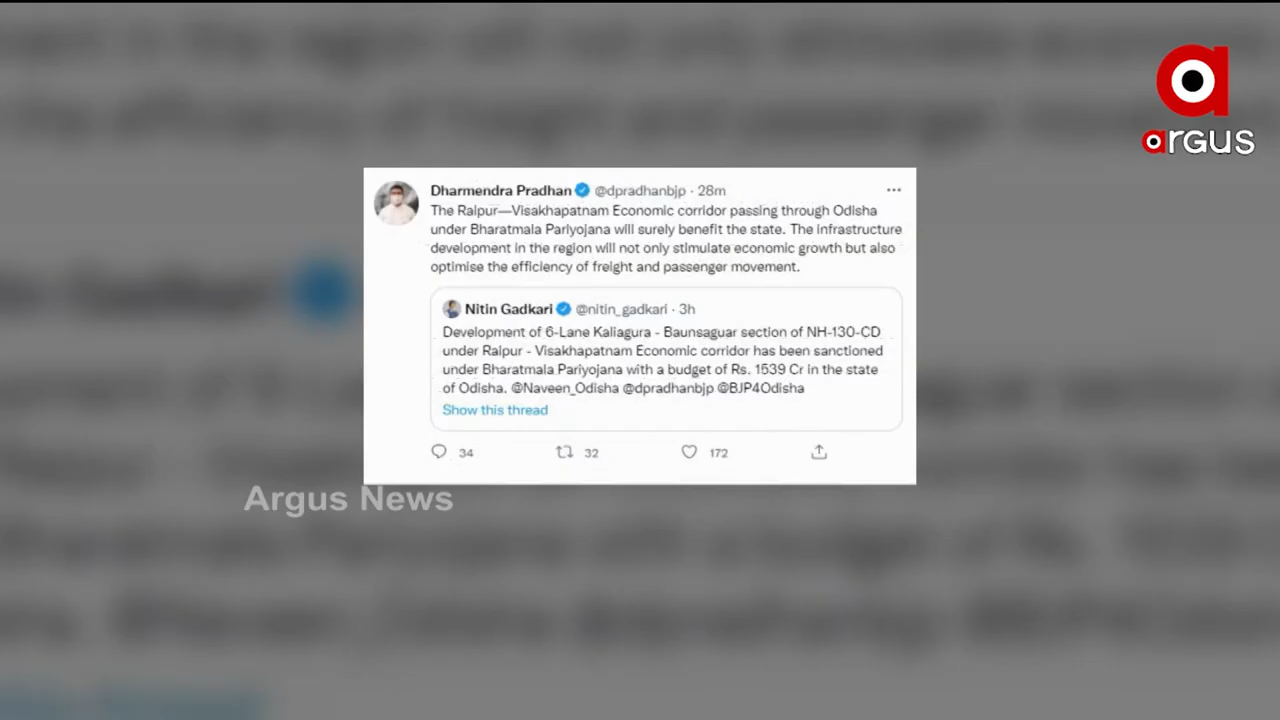 argus
Dharmendra Pradhan @dpradhanbjp · 28m
The Raipur—Visakhapatnam Economic corridor passing through Odisha
under Bharatmala Pariyojana will surely benefit the state. The infrastructure
development in the region will not only stimulate economic growth but also
optimise the efficiency of freight and passenger movement.
Nitin Gadkari @nitin_gadkari · 3h
Development of 6-Lane Kaliagura - Baunsaguar section of NH-130-CD
under Raipur - Visakhapatnam Economic corridor has been sanctioned
under Bharatmala Pariyojana with a budget of Rs. 1539 Cr in the state
of Odisha. @Naveen_Odisha @dpradhanbjp @BJP4Odisha
Show this thread
34 32 172
Argus News